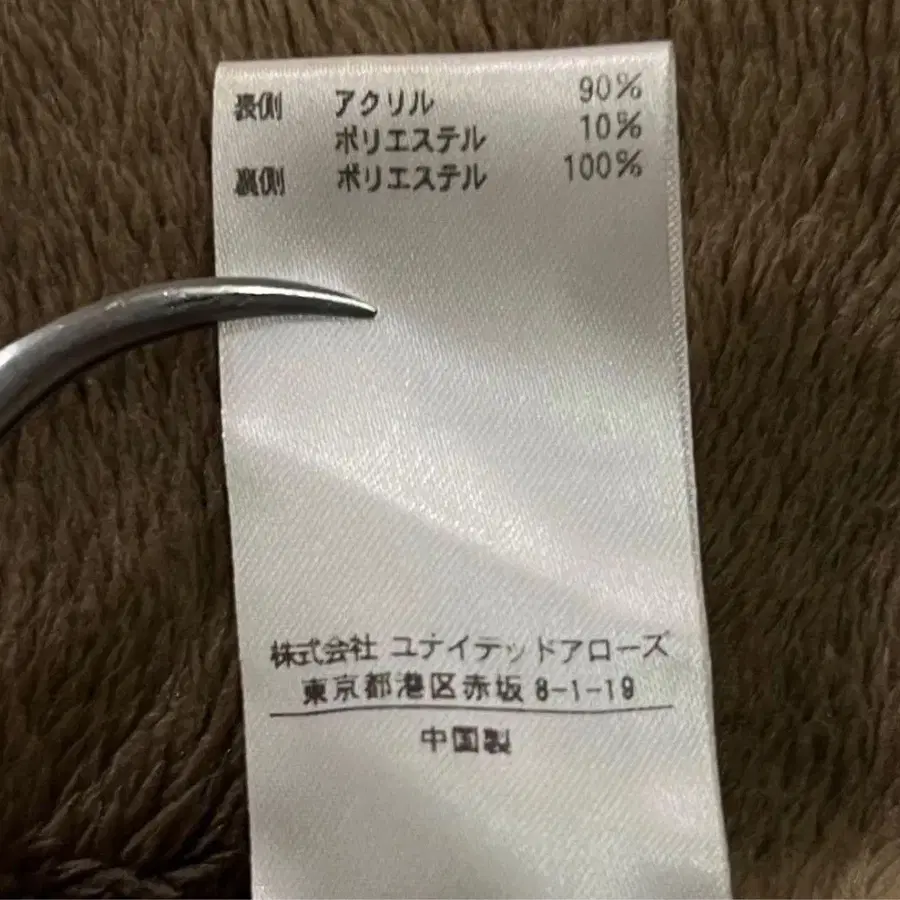 表側 アクリル 90%
ポリエステル 10%
裏側 ポリエステル 100%
株式会社 ユナイテッドアローズ
東京都港区赤坂 8-1-19
中国製